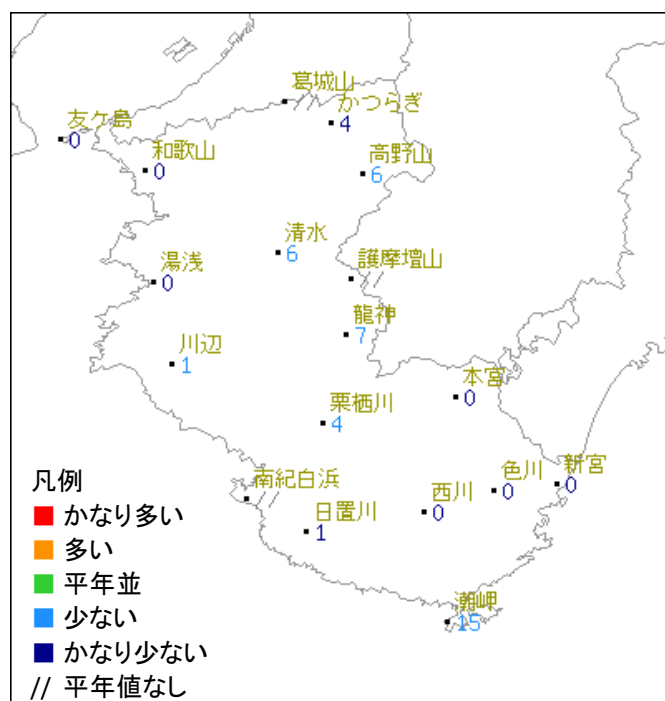 葛城山
//
かつらぎ
4
友ケ島
0
和歌山
0
高野山
6
清水
6
護摩壇山
//
湯浅
0
龍神
7
川辺
1
本宮
0
栗栖川
4
南紀白浜
//
日置川
1
西川
0
色川
0
新宮
0
潮岬
15
凡例
かなり多い
多い
平年並
少ない
かなり少ない
// 平年値なし